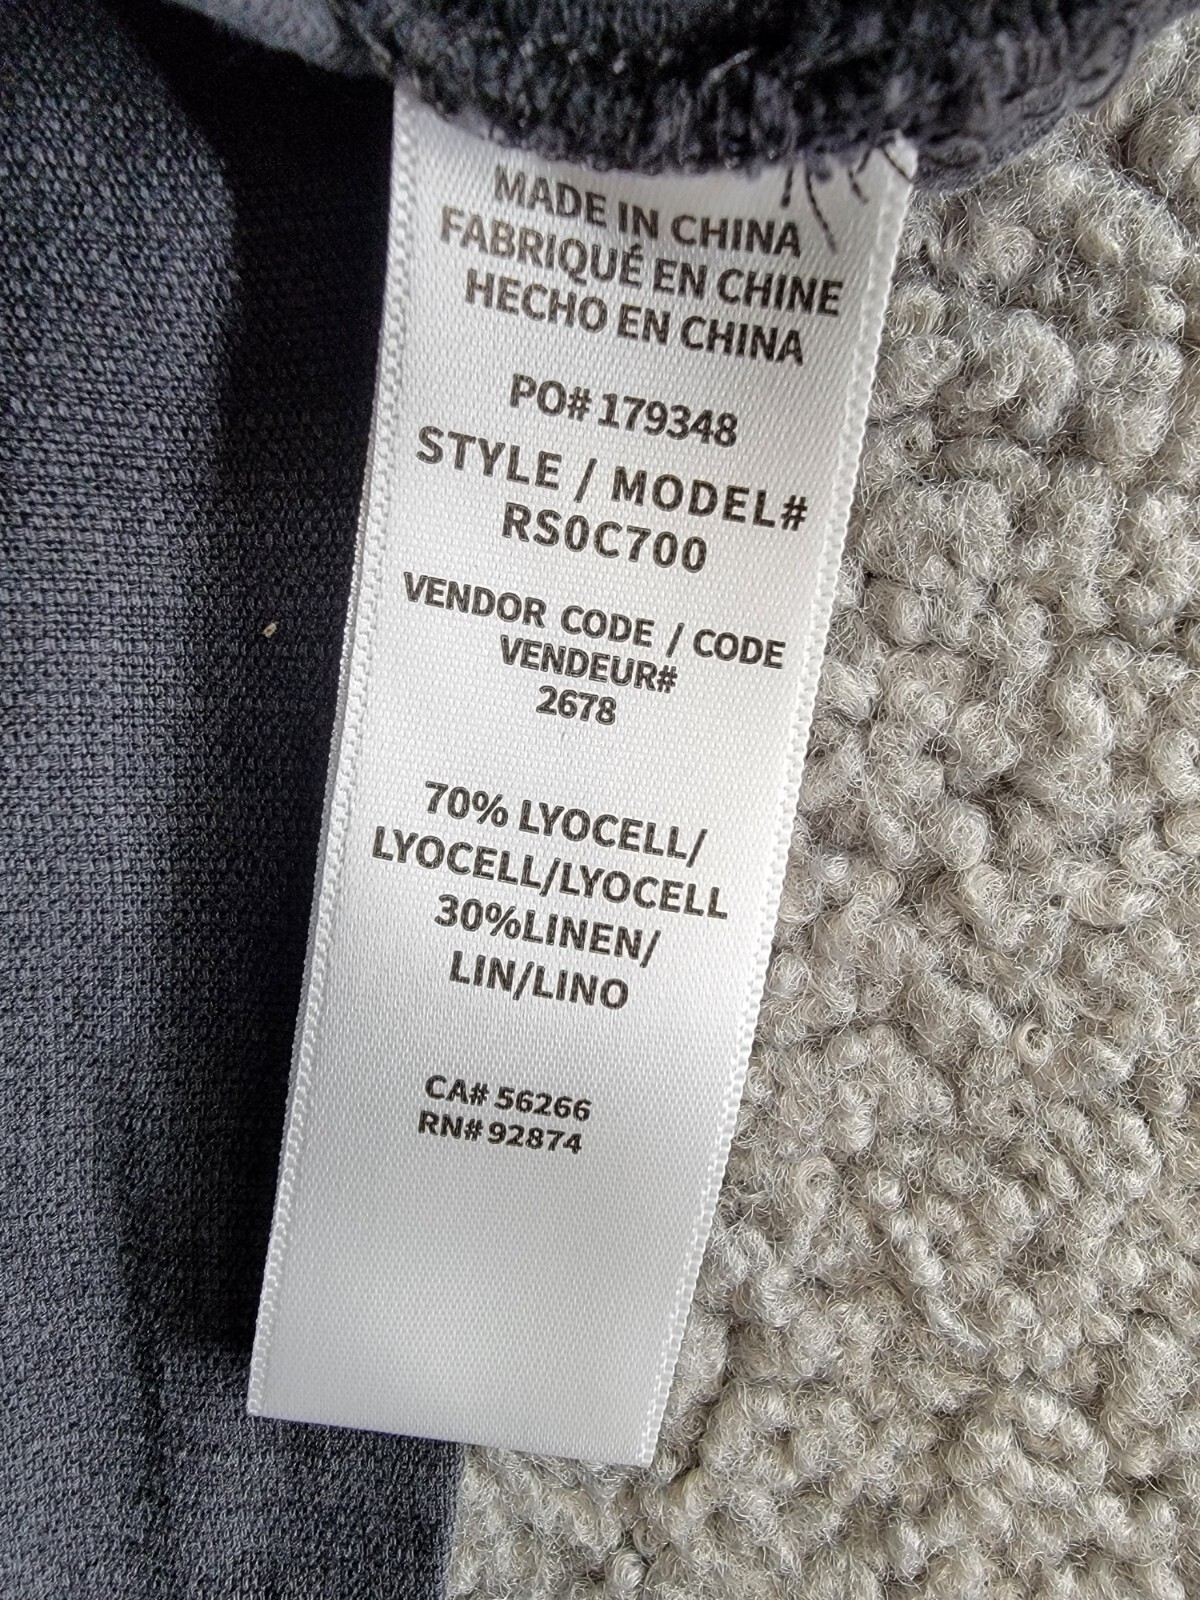 MADE IN CHINA
FABRIQUÉ EN CHINE
HECHO EN CHINA
PO# 179348
STYLE / MODEL#
RS0C700
VENDOR CODE / CODE
VENDEUR#
2678
70% LYOCELL/
LYOCELL/LYOCELL
30%LINEN/
LIN/LINO
CA# 56266
RN# 92874